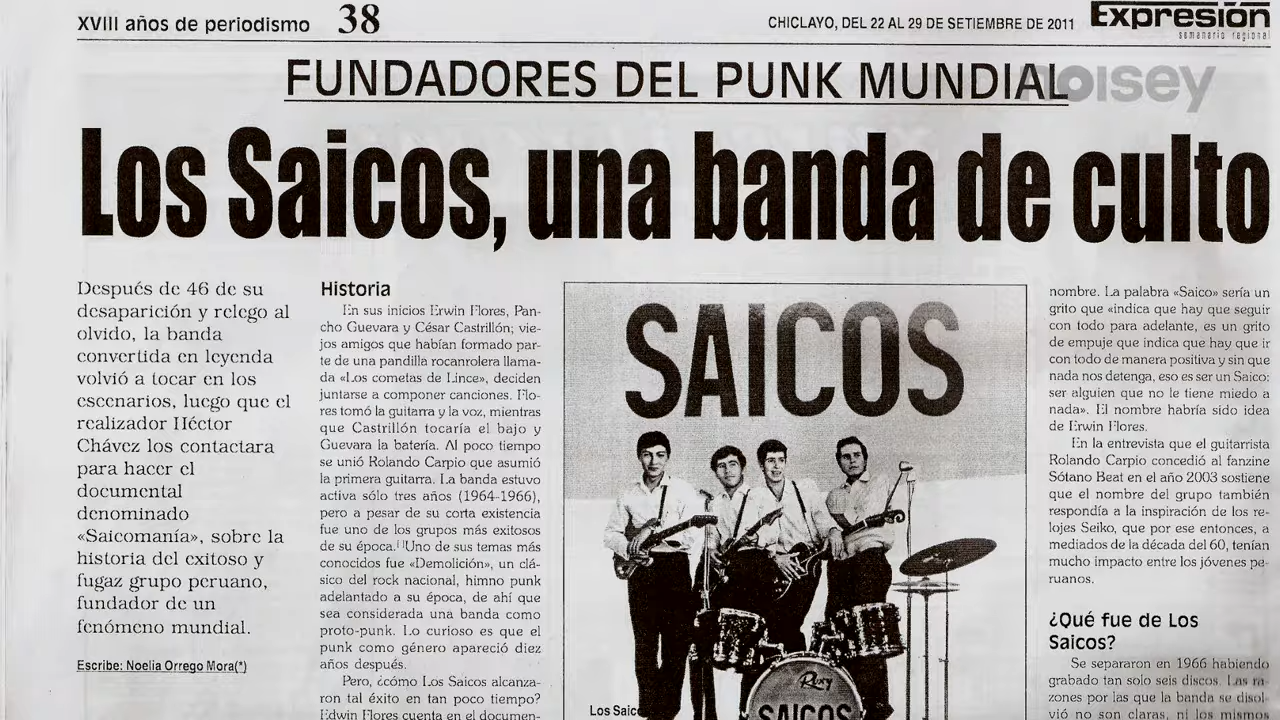 XVIII años de periodismo 38 CHICLAYO, DEL 22 AL 29 DE SETIEMBRE DE 2011 Expresión
semanario regional
FUNDADORES DEL PUNK MUNDIAL
noisey
Los Saicos, una banda de culto
Después de 46 de su
desaparición y relego al
olvido, la banda
convertida en leyenda
volvió a tocar en los
escenarios, luego que el
realizador Héctor
Chávez los contactara
para hacer el
documental
denominado
«Saicomanía», sobre la
historia del exitoso y
fugaz grupo peruano,
fundador de un
fenómeno mundial.
Escribe: Noelia Orrego Mora(*)
Historia
En sus inicios Erwin Flores, Pan-
cho Guevara y César Castrillón; vie-
jos amigos que habían formado par-
te de una pandilla rocanrolera llama-
da «Los cometas de Lince», deciden
juntarse a componer canciones. Flo-
res tomó la guitarra y la voz, mientras
que Castrillón tocaría el bajo y
Guevara la batería. Al poco tiempo
se unió Rolando Carpio que asumió
la primera guitarra. La banda estuvo
activa sólo tres años (1964-1966),
pero a pesar de su corta existencia
fue uno de los grupos más exitosos
de su época. Uno de sus temas más
conocidos fue «Demolición», un clá-
sico del rock nacional, himno punk
adelantado a su época, de ahí que
sea considerada una banda como
proto-punk. Lo curioso es que el
punk como género apareció diez
años después.
Pero, ¿cómo Los Saicos alcanza-
ron tal éxito en tan poco tiempo?
Edwin Flores cuenta en el documen-
SAICOS
Rey
SAICOS
Los Saic
nombre. La palabra «Saico» sería un
grito que «indica que hay que seguir
con todo para adelante, es un grito
de empuje que indica que hay que ir
con todo de manera positiva y sin que
nada nos detenga, eso es ser un Saico;
ser alguien que no le tiene miedo a
nada». El nombre habría sido idea
de Erwin Flores.
En la entrevista que el guitarrista
Rolando Carpio concedió al fanzine
Sótano Beat en el año 2003 sostiene
que el nombre del grupo también
respondía a la inspiración de los re-
lojes Seiko, que por ese entonces, a
mediados de la década del 60, tenían
mucho impacto entre los jóvenes pe-
ruanos.
¿Qué fue de Los
Saicos?
Se separaron en 1966 habiendo
grabado tan solo seis discos. Las ra-
zones por las que la banda se disol-
vió no son claras, ni los mismos